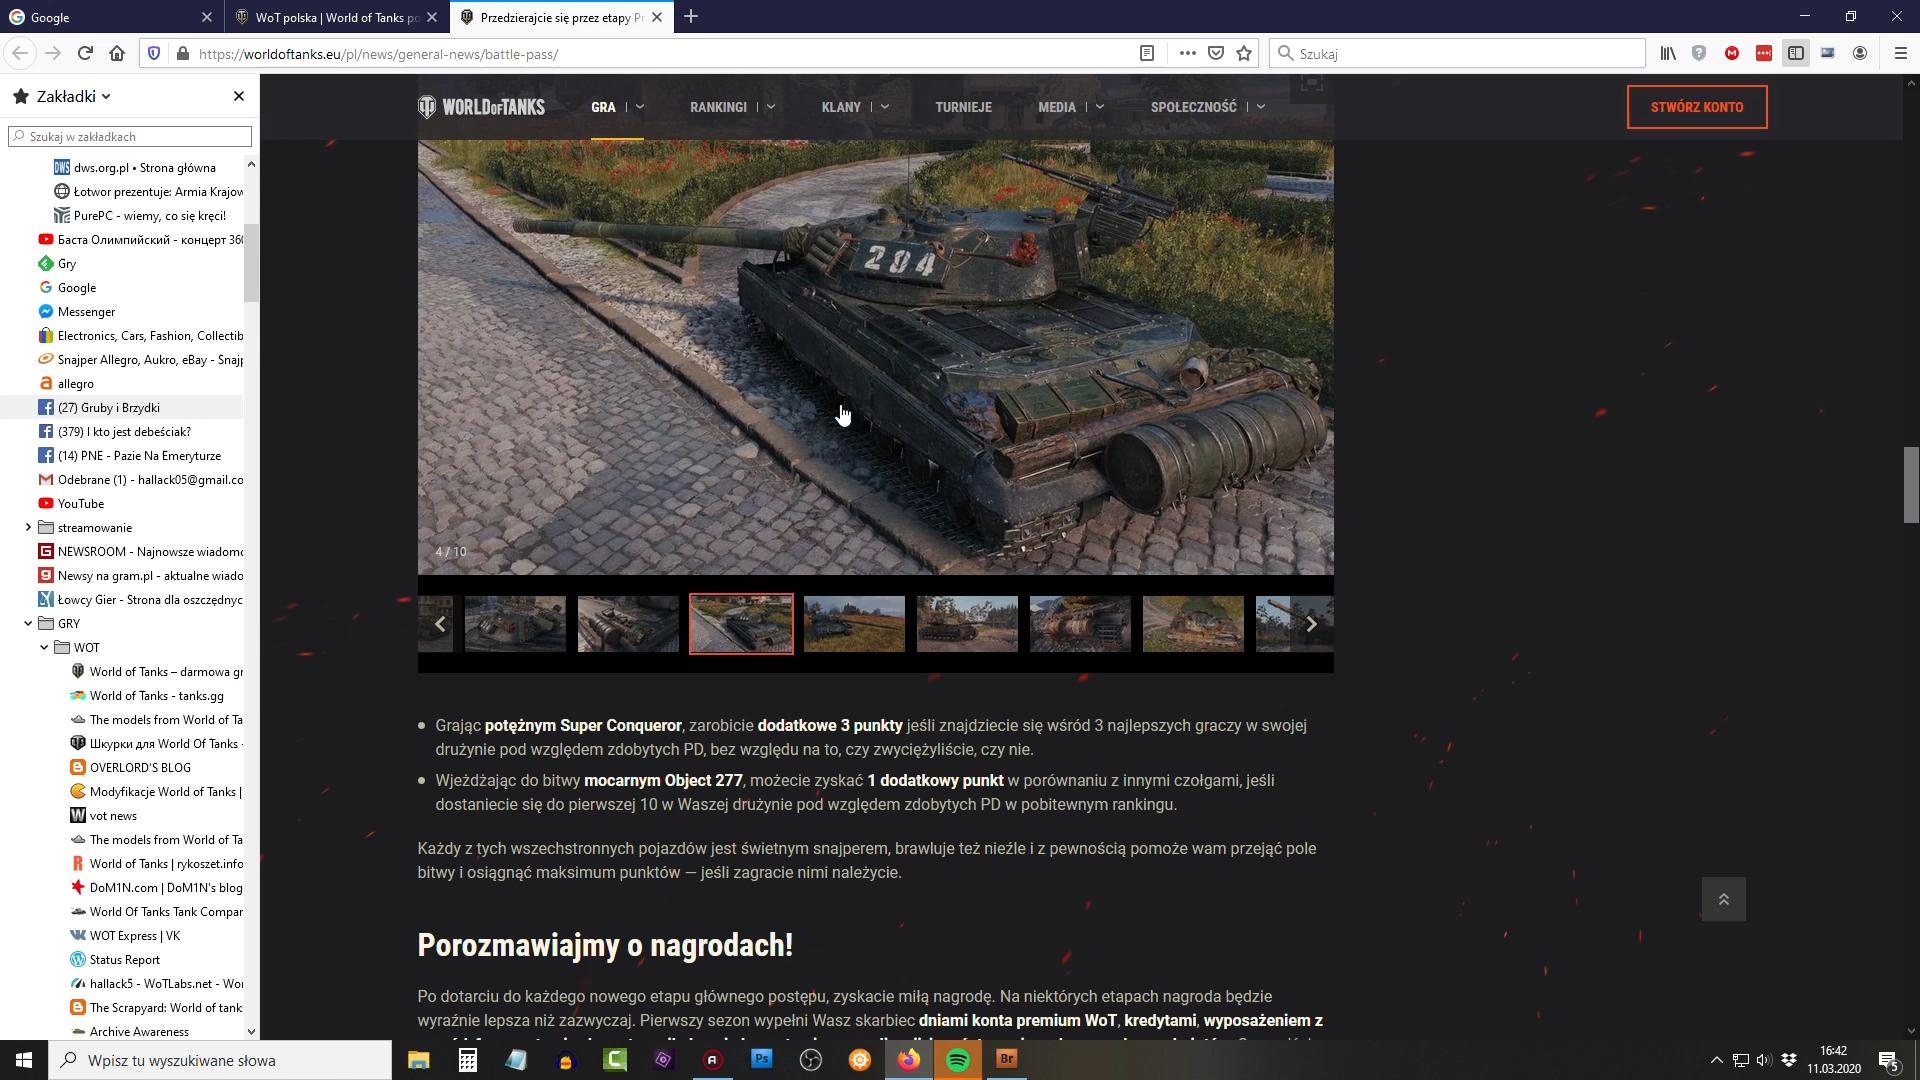 Google
WoT polska | World of Tanks po
Przedzierajcie się przez etapy Pr
https://worldoftanks.eu/pl/news/general-news/battle-pass/
Szukaj
Zakładki
Szukaj w zakładkach
dws.org.pl • Strona główna
Łotwor prezentuje: Armia Krajow
PurePC - wiemy, co się kręci!
Баста Олимпийский - концерт 360
Gry
Google
Messenger
Electronics, Cars, Fashion, Collectib
Snajper Allegro, Aukro, eBay - Snajp
allegro
(27) Gruby i Brzydki
(379) I kto jest debeściak?
(14) PNE - Pazie Na Emeryturze
Odebrane (1) - hallack05@gmail.co
YouTube
streamowanie
NEWSROOM - Najnowsze wiadomo
Newsy na gram.pl - aktualne wiado
Łowcy Gier - Strona dla oszczędnyc
GRY
WOT
World of Tanks – darmowa gr
World of Tanks - tanks.gg
The models from World of Ta
Шкурки для World Of Tanks -
OVERLORD'S BLOG
Modyfikacje World of Tanks |
vot news
The models from World of Ta
World of Tanks | rykoszet.info
DoM1N.com | DoM1N's blog
World Of Tanks Tank Compar
WOT Express | VK
Status Report
hallack5 - WoTLabs.net - Wor
The Scrapyard: World of tank
Archive Awareness
WORLD OF TANKS
GRA
RANKINGI
KLANY
TURNIEJE
MEDIA
SPOŁECZNOŚĆ
STWÓRZ KONTO
204
4 / 10
Grając potężnym Super Conqueror, zarobicie dodatkowe 3 punkty jeśli znajdziecie się wśród 3 najlepszych graczy w swojej
drużynie pod względem zdobytych PD, bez względu na to, czy zwyciężyliście, czy nie.
Wjeżdżając do bitwy mocarnym Object 277, możecie zyskać 1 dodatkowy punkt w porównaniu z innymi czołgami, jeśli
dostaniecie się do pierwszej 10 w Waszej drużynie pod względem zdobytych PD w pobitewnym rankingu.
Każdy z tych wszechstronnych pojazdów jest świetnym snajperem, brawluje też nieźle i z pewnością pomoże wam przejąć pole
bitwy i osiągnąć maksimum punktów — jeśli zagracie nimi należycie.
Porozmawiajmy o nagrodach!
Po dotarciu do każdego nowego etapu głównego postępu, zyskacie miłą nagrodę. Na niektórych etapach nagroda będzie
wyraźnie lepsza niż zazwyczaj. Pierwszy sezon wypełni Wasz skarbiec dniami konta premium WoT, kredytami, wyposażeniem z
Wpisz tu wyszukiwane słowa
Ps
Br
16:42
11.03.2020
5